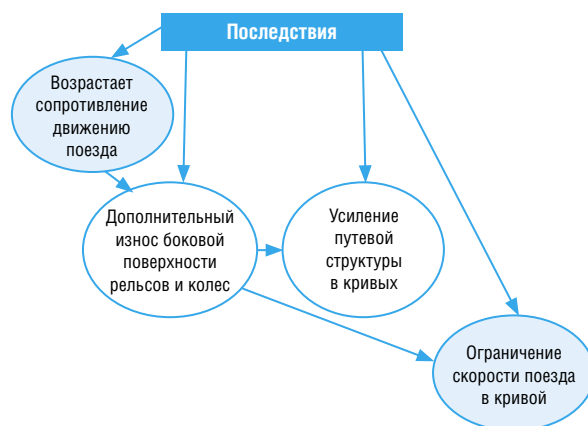 Последствия
Возрастает
сопротивление
движению
поезда
Дополнительный
износ боковой
поверхности
рельсов и колес
Усиление
путевой
структуры
в кривых
Ограничение
скорости поезда
в кривой